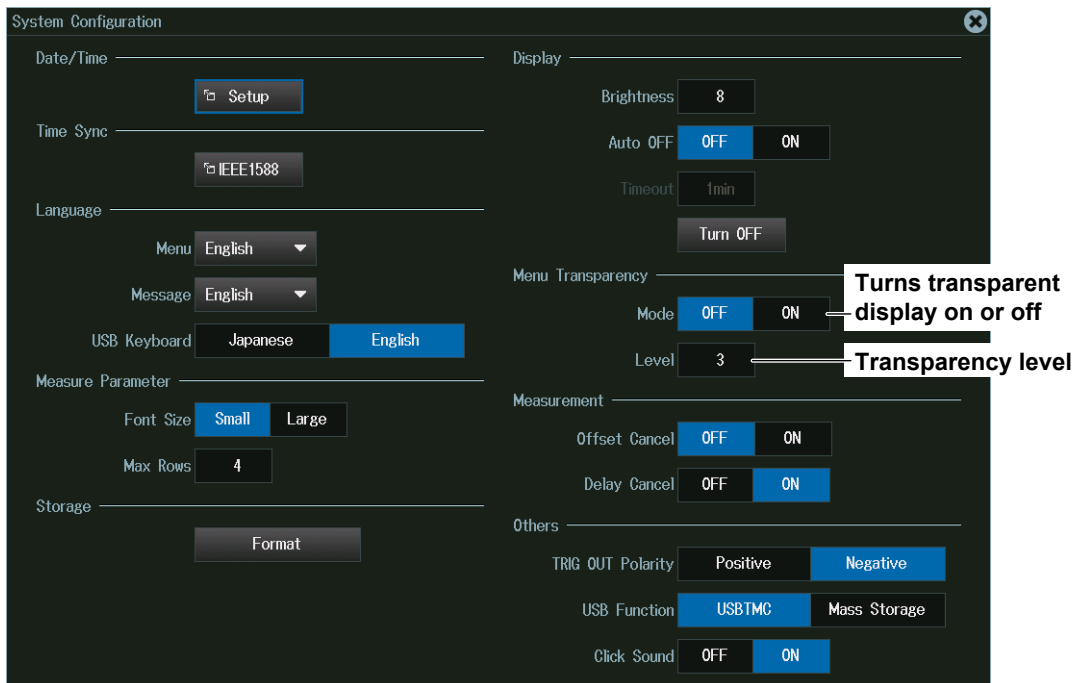 System Configuration
Date/Time
Setup
Time Sync
IEEE1588
Language
Menu English
Message English
USB Keyboard Japanese English
Measure Parameter
Font Size Small Large
Max Rows 4
Storage
Format
Display
Brightness 8
Auto OFF OFF ON
Timeout 1min
Turn OFF
Menu Transparency
Mode OFF ON
Level 3
Turns transparent
display on or off
Transparency level
Measurement
Offset Cancel OFF ON
Delay Cancel OFF ON
Others
TRIG OUT Polarity Positive Negative
USB Function USBTMC Mass Storage
Click Sound OFF ON